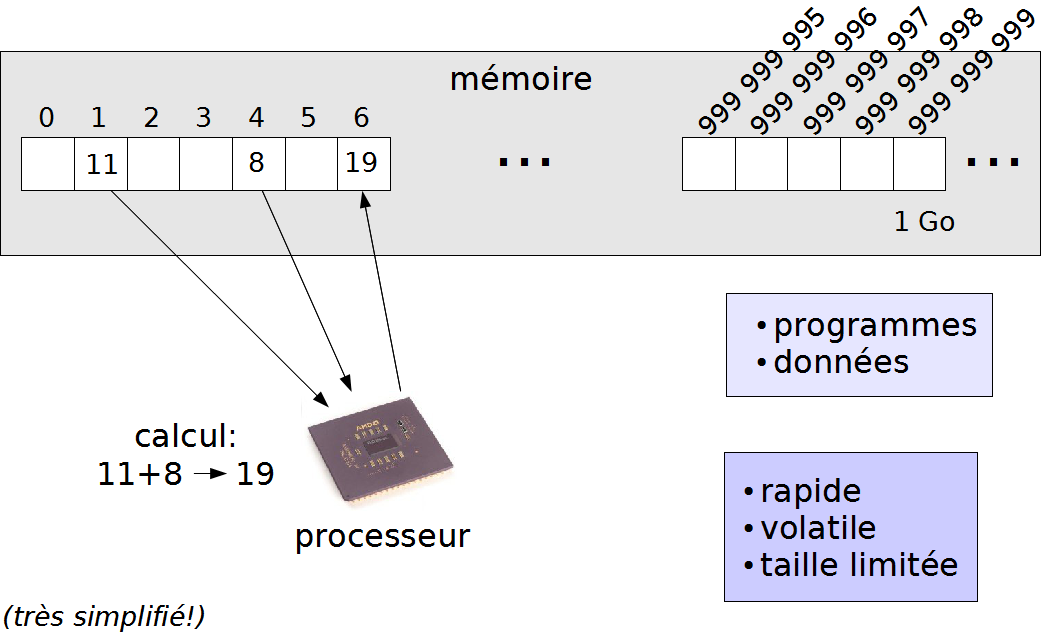 mémoire
0 1 2 3 4 5 6
999 999 995
999 999 996
999 999 997
999 999 998
999 999 999
11 8 19 ... ...
1 Go
• programmes
• données
calcul:
11+8 → 19
AMD
processeur
• rapide
• volatile
• taille limitée
(très simplifié!)